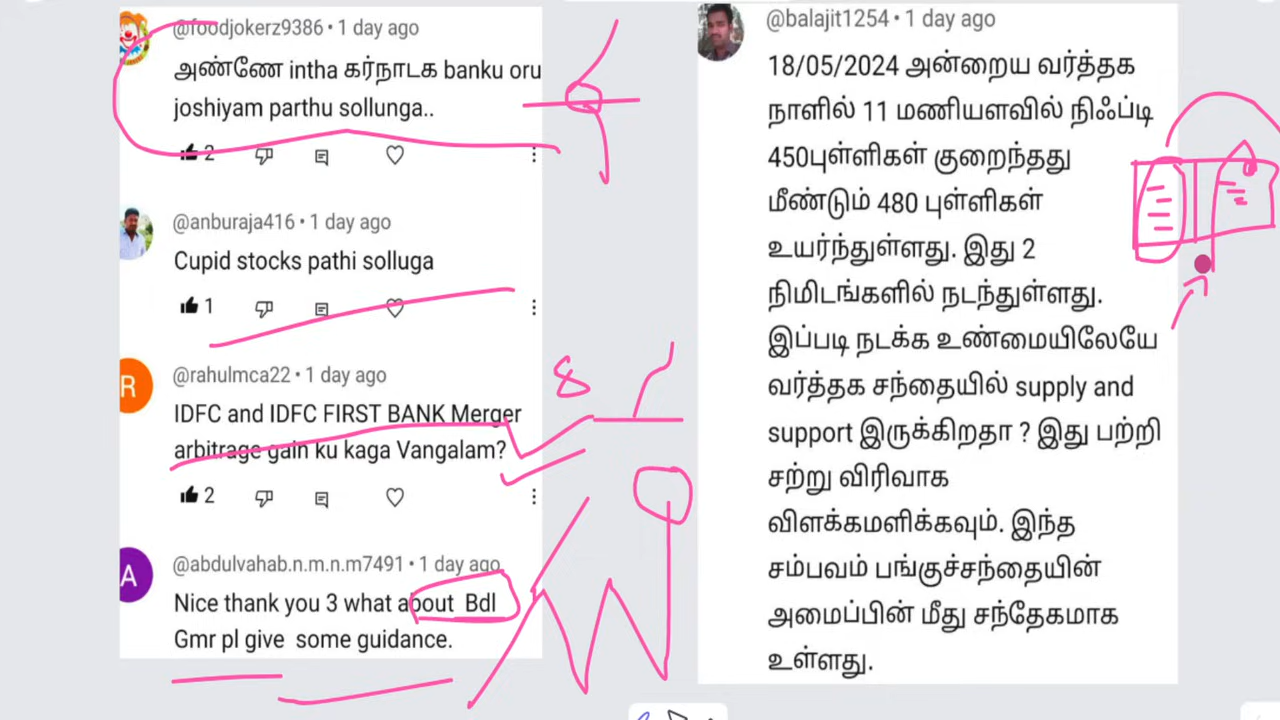 @foodjokerz9386 • 1 day ago
அண்ணே intha கர்நாடக banku oru
joshiyam parthu sollunga..
2
@anburaja416 • 1 day ago
Cupid stocks pathi solluga
1
@rahulmca22 • 1 day ago
IDFC and IDFC FIRST BANK Merger
arbitrage gain ku kaga Vangalam?
2
@abdulvahab.n.m.n.m7491 • 1 day ago
Nice thank you 3 what about Bdl
Gmr pl give some guidance.
8
@balajit1254 • 1 day ago
18/05/2024 அன்றைய வர்த்தக
நாளில் 11 மணியளவில் நிஃப்டி
450புள்ளிகள் குறைந்தது
மீண்டும் 480 புள்ளிகள்
உயர்ந்துள்ளது. இது 2
நிமிடங்களில் நடந்துள்ளது.
இப்படி நடக்க உண்மையிலேயே
வர்த்தக சந்தையில் supply and
support இருக்கிறதா ? இது பற்றி
சற்று விரிவாக
விளக்கமளிக்கவும். இந்த
சம்பவம் பங்குச்சந்தையின்
அமைப்பின் மீது சந்தேகமாக
உள்ளது.
R
A